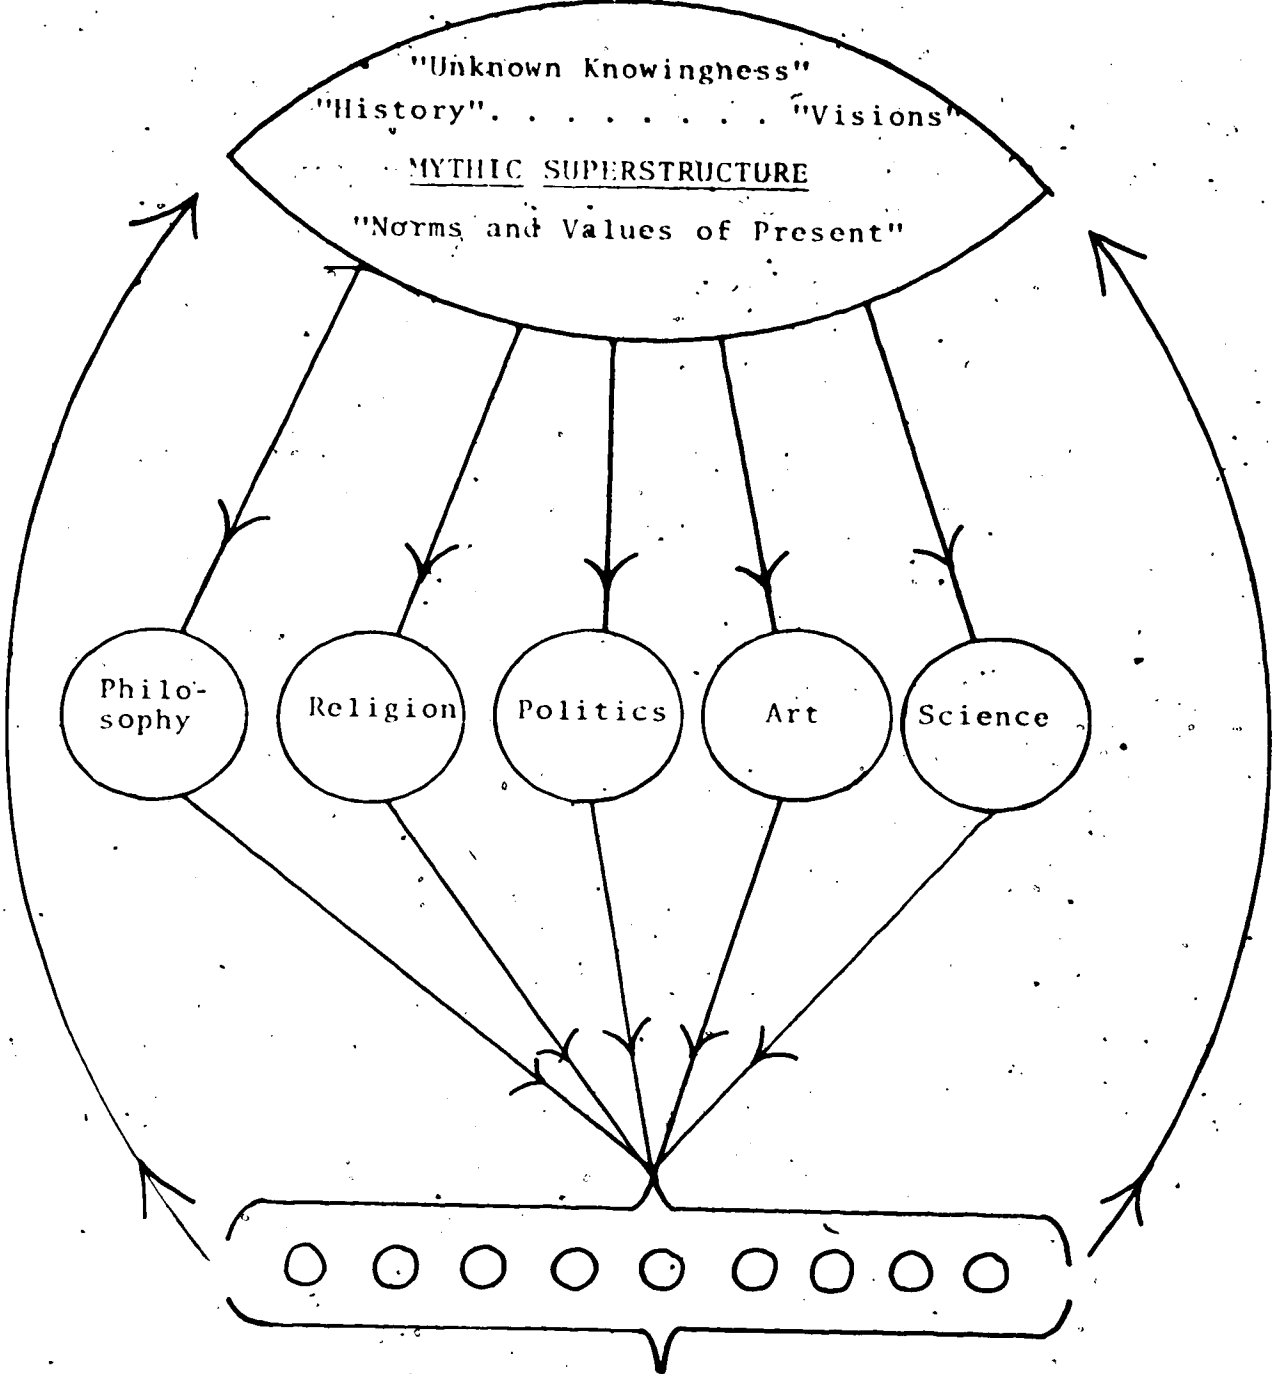 "Unknown Knowingness"
"History". . . . . . . . "Visions"
MYTHIC SUPERSTRUCTURE
"Norms and Values of Present"
Philo-
sophy
Religion
Politics
Art
Science